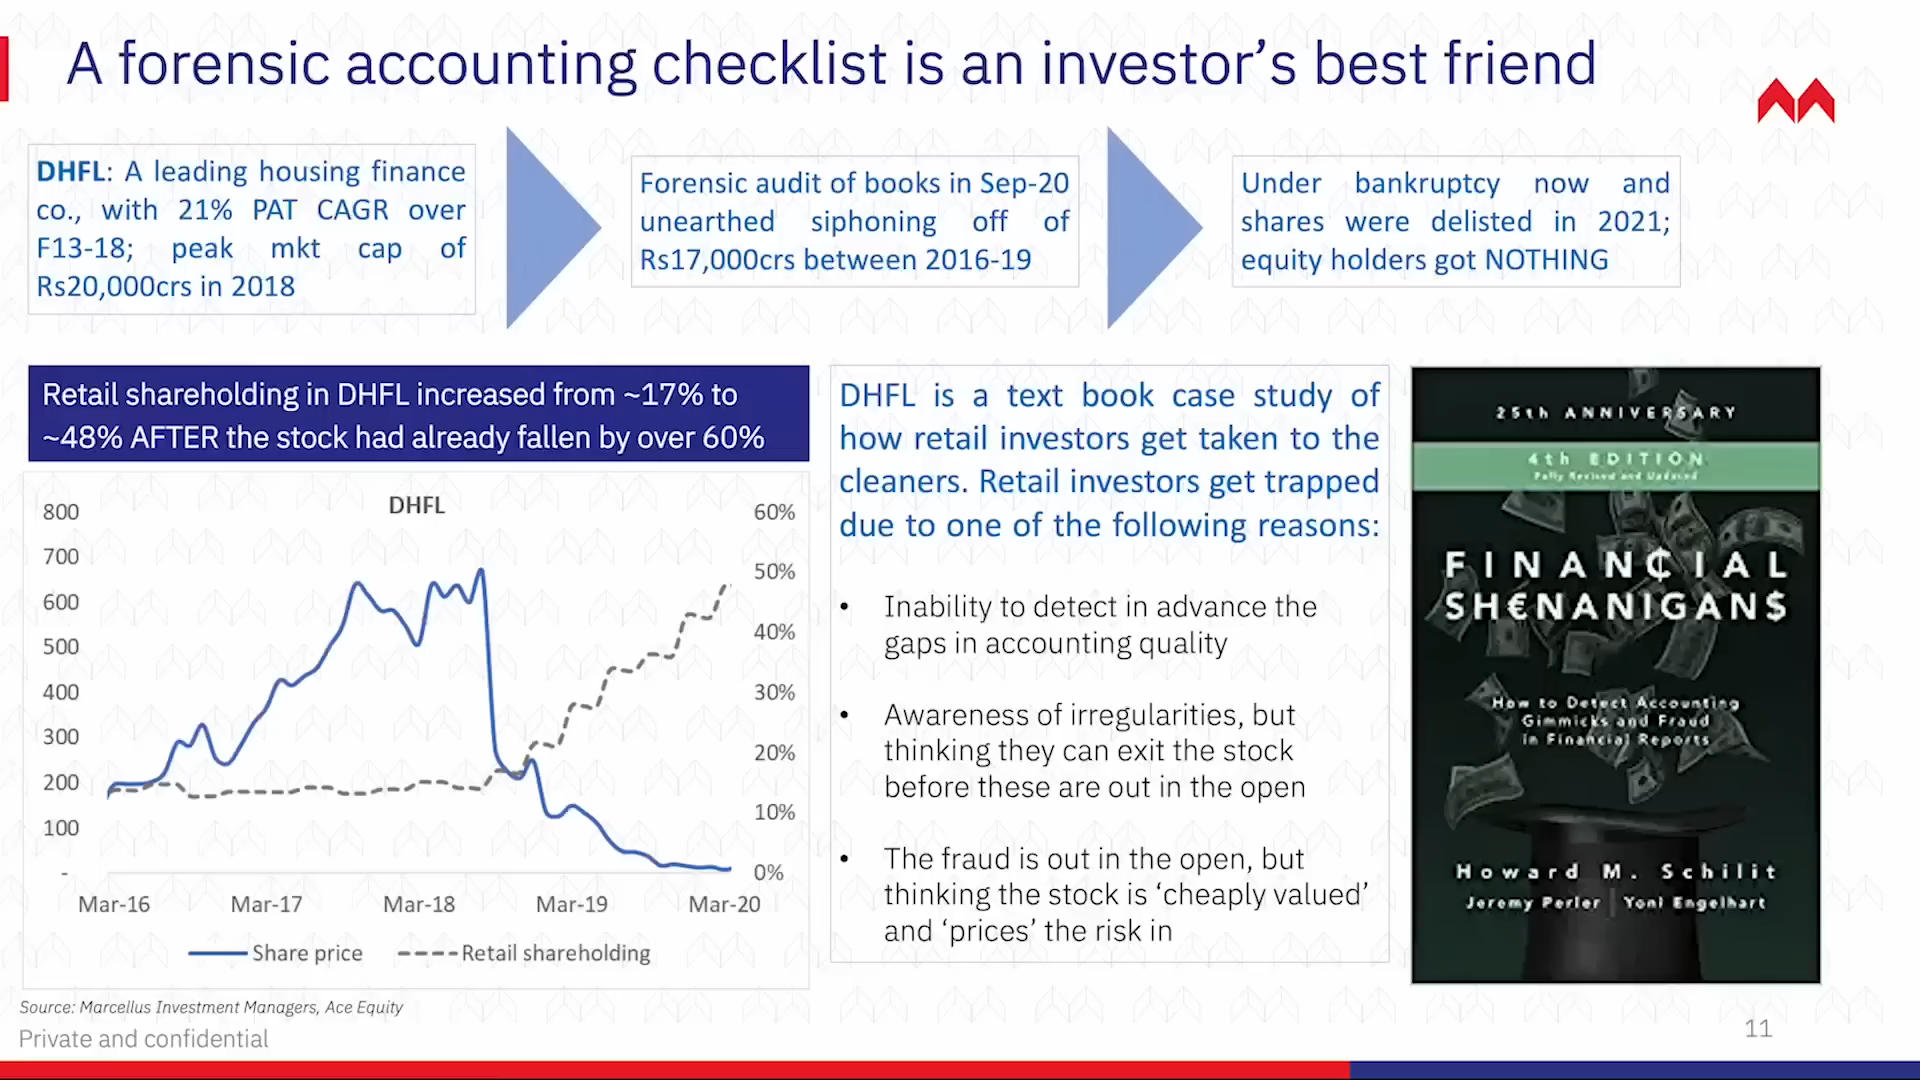 A forensic accounting checklist is an investor’s best friend
DHFL: A leading housing finance
co., with 21% PAT CAGR over
F13-18; peak mkt cap of
Rs20,000crs in 2018
Forensic audit of books in Sep-20
unearthed siphoning off of
Rs17,000crs between 2016-19
Under bankruptcy now and
shares were delisted in 2021;
equity holders got NOTHING
Retail shareholding in DHFL increased from ~17% to
~48% AFTER the stock had already fallen by over 60%
DHFL
800
700
600
500
400
300
200
100
-
60%
50%
40%
30%
20%
10%
0%
Mar-16 Mar-17 Mar-18 Mar-19 Mar-20
Share price Retail shareholding
DHFL is a text book case study of
how retail investors get taken to the
cleaners. Retail investors get trapped
due to one of the following reasons:
• Inability to detect in advance the
gaps in accounting quality
• Awareness of irregularities, but
thinking they can exit the stock
before these are out in the open
• The fraud is out in the open, but
thinking the stock is ‘cheaply valued’
and ‘prices’ the risk in
25th ANNIVERSARY
4th EDITION
Fully Revised and Updated
FINAN₵IAL
SH€NANIGAN$
How to Detect Accounting
Gimmicks and Fraud
in Financial Reports
Howard M. Schilit
Jeremy Perler | Yoni Engelhart
Source: Marcellus Investment Managers, Ace Equity
Private and confidential
11